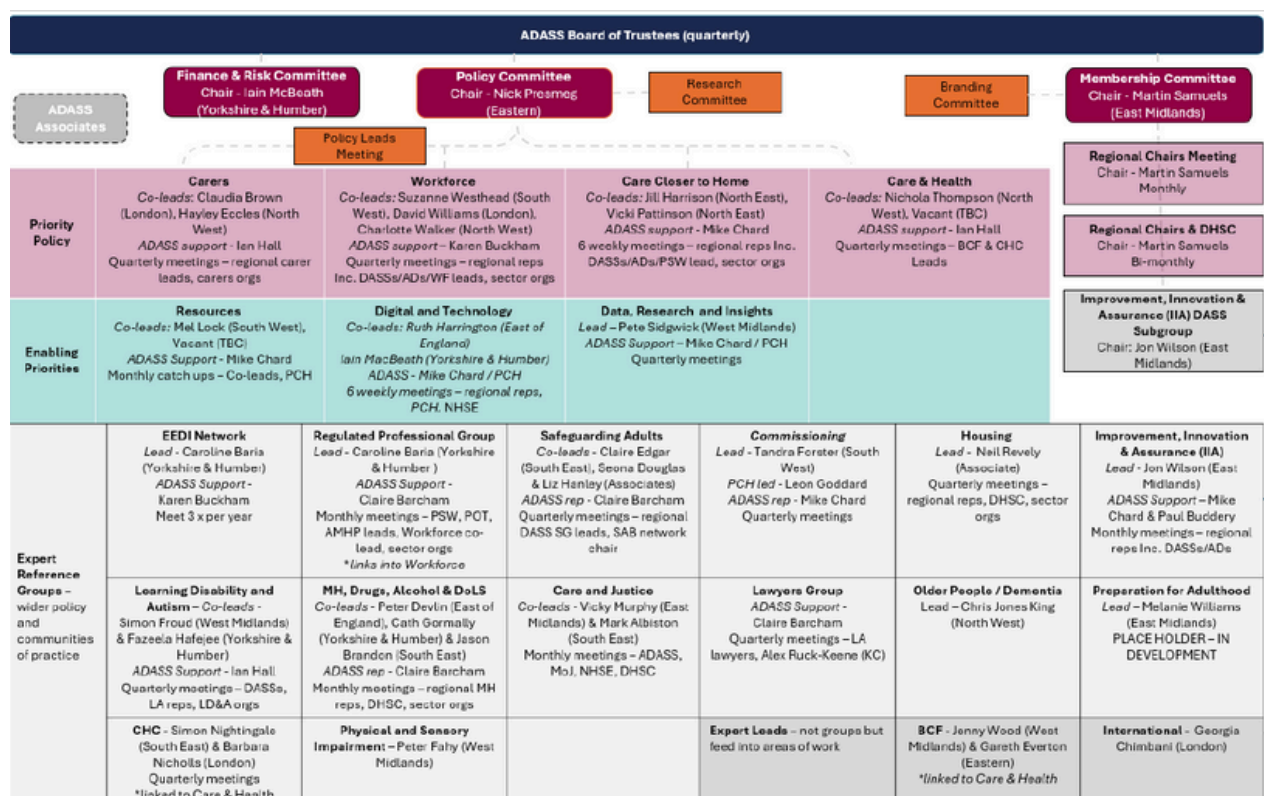 ADASS Board of Trustees (quarterly)
Finance & Risk Committee
Chair - Iain McBeath
(Yorkshire & Humber)
Policy Committee
Chair - Nick Presmeg
(Eastern)
Research
Committee
Branding
Committee
Membership Committee
Chair - Martin Samuels
(East Midlands)
ADASS
Associates
Policy Leads
Meeting
Regional Chairs Meeting
Chair - Martin Samuels
Monthly
Regional Chairs & DHSC
Chair - Martin Samuels
Bi-monthly
Improvement, Innovation &
Assurance (IIA) DASS
Subgroup
Chair: Jon Wilson (East
Midlands)
Priority
Policy
Carers
Co-leads: Claudia Brown
(London), Hayley Eccles (North
West)
ADASS support - Ian Hall
Quarterly meetings – regional carer
leads, carers orgs
Workforce
Co-leads: Suzanne Westhead (South
West), David Williams (London),
Charlotte Walker (North West)
ADASS support – Karen Buckham
Quarterly meetings – regional reps
Inc. DASSs/ADs/WF leads, sector orgs
Care Closer to Home
Co-leads: Jill Harrison (North East),
Vicki Pattinson (North East)
ADASS support - Mike Chard
6 weekly meetings – regional reps Inc.
DASSs/ADs/PSW lead, sector orgs
Care & Health
Co-leads: Nichola Thompson (North
West), Vacant (TBC)
ADASS support - Ian Hall
Quarterly meetings – BCF & CHC
Leads
Enabling
Priorities
Resources
Co-leads: Mel Lock (South West),
Vacant (TBC)
ADASS Support - Mike Chard
Monthly catch ups – Co-leads, PCH
Digital and Technology
Co-leads: Ruth Harrington (East of
England)
Iain MacBeath (Yorkshire & Humber)
ADASS - Mike Chard / PCH
6 weekly meetings – regional reps,
PCH, NHSE
Data, Research and Insights
Lead – Pete Sidgwick (West Midlands)
ADASS Support – Mike Chard / PCH
Quarterly meetings
Expert
Reference
Groups –
wider policy
and
communities
of practice
EEDI Network
Lead - Caroline Baria
(Yorkshire & Humber)
ADASS Support -
Karen Buckham
Meet 3 x per year
Regulated Professional Group
Lead - Caroline Baria (Yorkshire
& Humber )
ADASS Support -
Claire Barcham
Monthly meetings – PSW, POT,
AMHP leads, Workforce co-
lead, sector orgs
*links into Workforce
Safeguarding Adults
Co-leads - Claire Edgar
(South East), Seona Douglas
& Liz Hanley (Associates)
ADASS rep - Claire Barcham
Quarterly meetings – regional
DASS SG leads, SAB network
chair
Commissioning
Lead - Tandra Forster (South
West)
PCH led - Leon Goddard
ADASS rep - Mike Chard
Quarterly meetings
Housing
Lead – Neil Revely
(Associate)
Quarterly meetings –
regional reps, DHSC, sector
orgs
Improvement, Innovation
& Assurance (IIA)
Lead - Jon Wilson (East
Midlands)
ADASS Support – Mike
Chard & Paul Buddery
Monthly meetings – regional
reps Inc. DASSs/ADs
Learning Disability and
Autism – Co-leads -
Simon Froud (West Midlands)
& Fazeela Hafejee (Yorkshire &
Humber)
ADASS Support - Ian Hall
Quarterly meetings – DASSs,
LA reps, LD&A orgs
MH, Drugs, Alcohol & DoLS
Co-leads - Peter Devlin (East of
England), Cath Gormally
(Yorkshire & Humber) & Jason
Brandon (South East)
ADASS rep - Claire Barcham
Monthly meetings – regional MH
reps, DHSC, sector orgs
Care and Justice
Co-leads - Vicky Murphy (East
Midlands) & Mark Albiston
(South East)
Monthly meetings – ADASS,
MoJ, NHSE, DHSC
Lawyers Group
ADASS Support -
Claire Barcham
Quarterly meetings – LA
lawyers, Alex Ruck-Keene (KC)
Older People / Dementia
Lead – Chris Jones King
(North West)
Preparation for Adulthood
Lead – Melanie Williams
(East Midlands)
PLACE HOLDER – IN
DEVELOPMENT
CHC - Simon Nightingale
(South East) & Barbara
Nicholls (London)
Quarterly meetings
*linked to Care & Health
Physical and Sensory
Impairment – Peter Fahy (West
Midlands)
Expert Leads – not groups but
feed into areas of work
BCF - Jenny Wood (West
Midlands) & Gareth Everton
(Eastern)
*linked to Care & Health
International - Georgia
Chimbani (London)